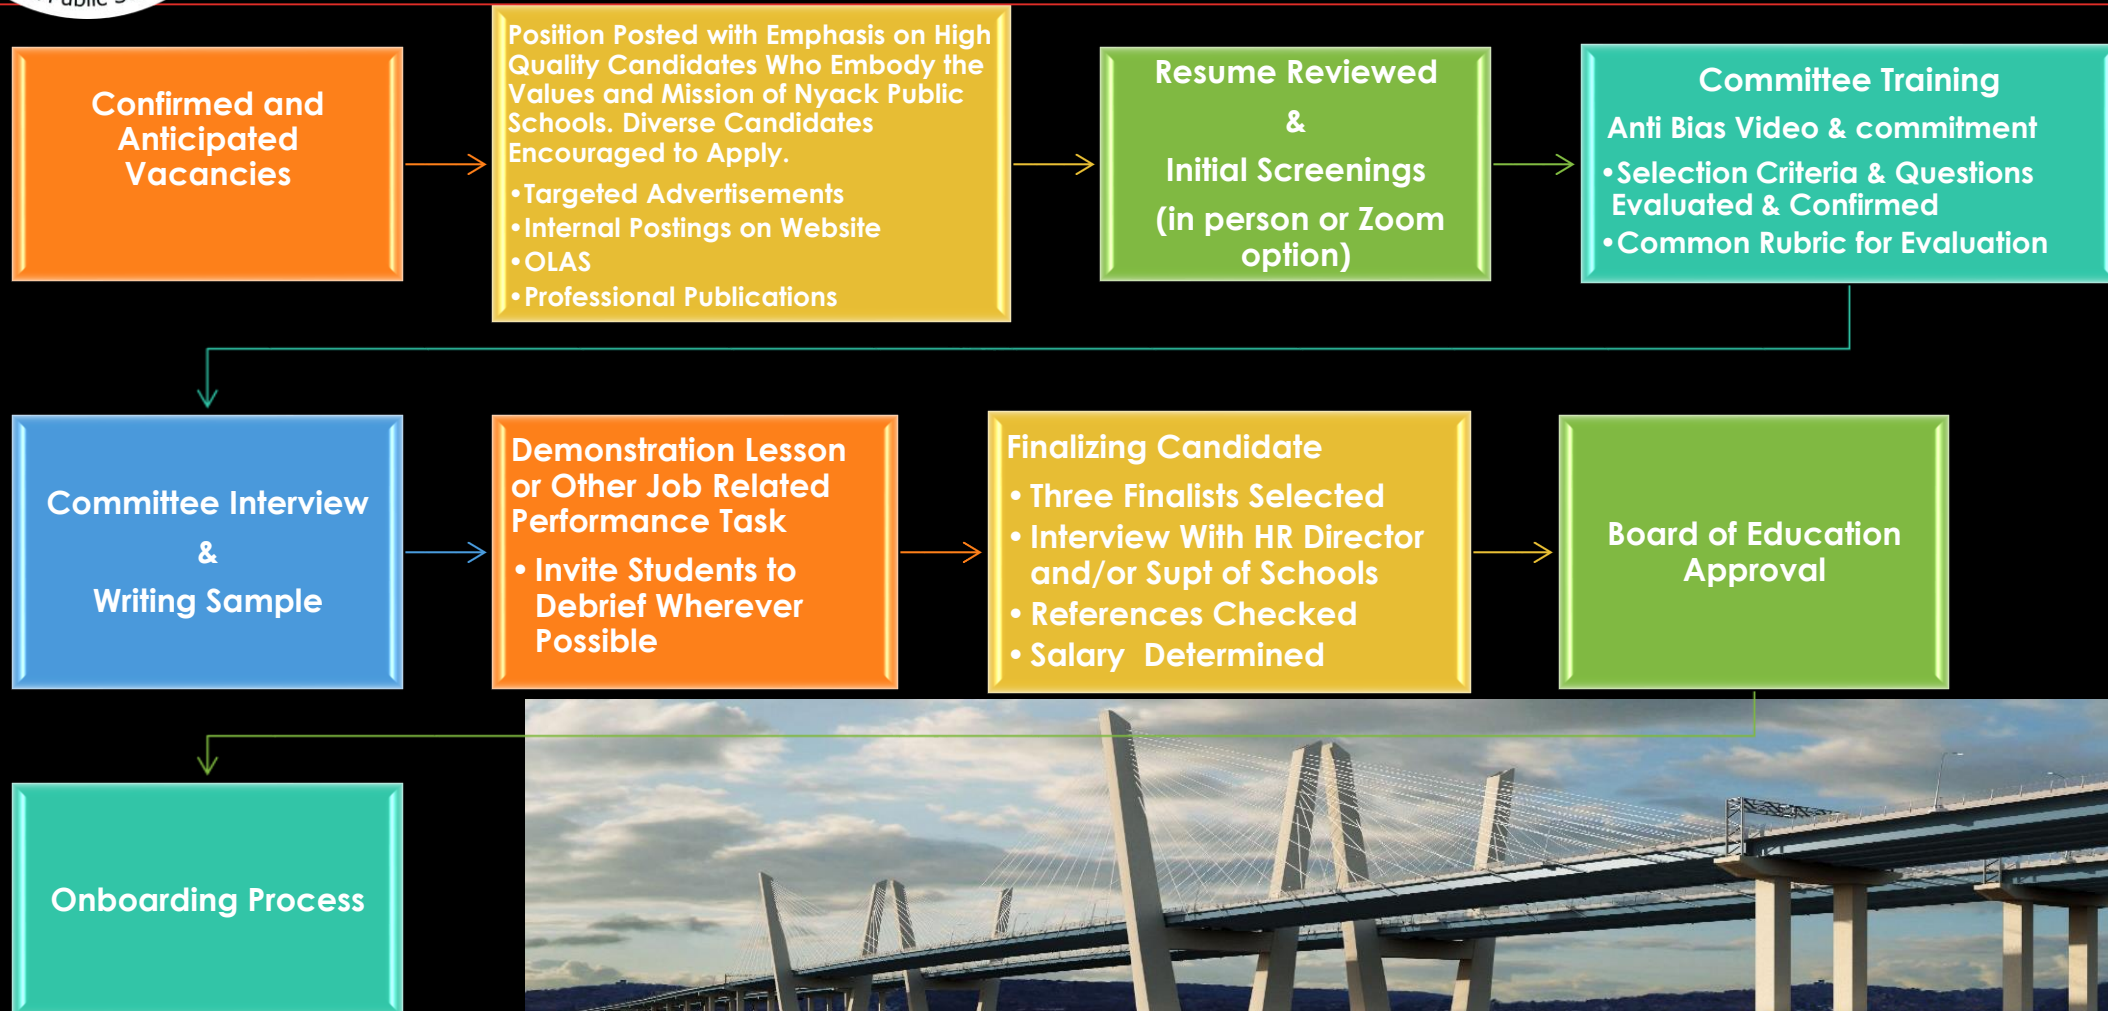 Public S
Confirmed and
Anticipated
Vacancies
Position Posted with Emphasis on High
Quality Candidates Who Embody the
Values and Mission of Nyack Public
Schools. Diverse Candidates
Encouraged to Apply.
•Targeted Advertisements
•Internal Postings on Website
•OLAS
•Professional Publications
Resume Reviewed
&
Initial Screenings
(in person or Zoom
option)
Committee Training
Anti Bias Video & commitment
•Selection Criteria & Questions
Evaluated & Confirmed
•Common Rubric for Evaluation
Committee Interview
&
Writing Sample
Demonstration Lesson
or Other Job Related
Performance Task
• Invite Students to
Debrief Wherever
Possible
Finalizing Candidate
• Three Finalists Selected
• Interview With HR Director
and/or Supt of Schools
• References Checked
• Salary  Determined
Board of Education
Approval
Onboarding Process